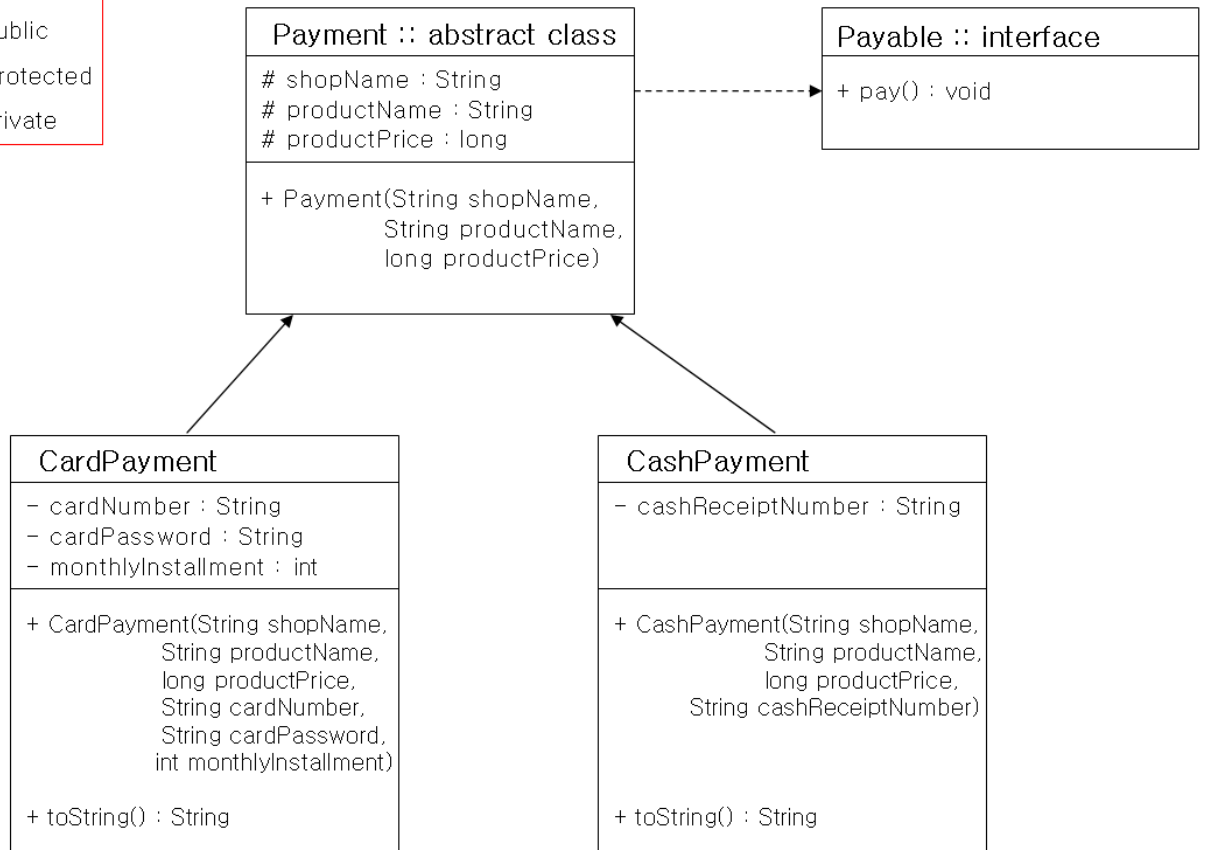 ublic
rotected
rivate
Payment :: abstract class
# shopName : String
# productName : String
# productPrice : long
+ Payment(String shopName,
String productName,
long productPrice)
Payable :: interface
+ pay() : void
CardPayment
- cardNumber : String
- cardPassword : String
- monthlyInstallment : int
+ CardPayment(String shopName,
String productName,
long productPrice,
String cardNumber,
String cardPassword,
int monthlyInstallment)
+ toString() : String
CashPayment
- cashReceiptNumber : String
+ CashPayment(String shopName,
String productName,
long productPrice,
String cashReceiptNumber)
+ toString() : String